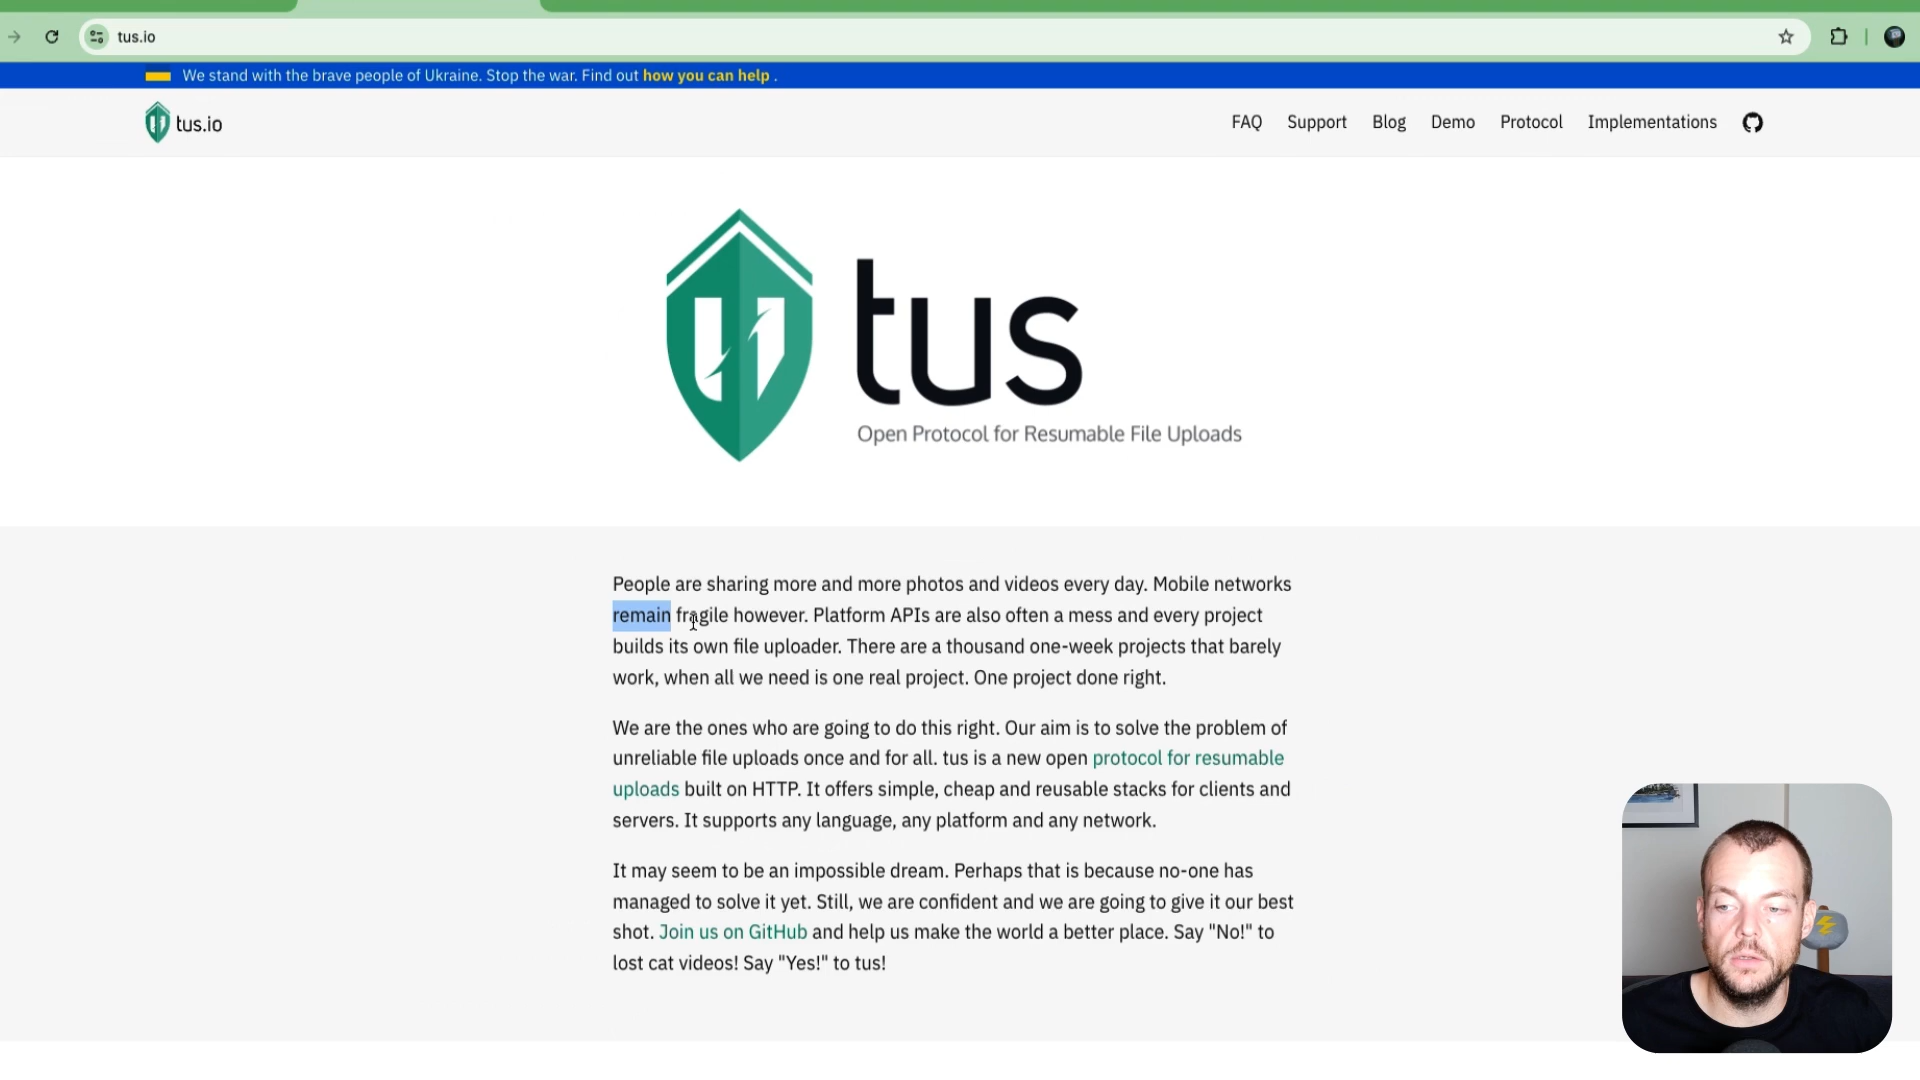 tus.io
We stand with the brave people of Ukraine. Stop the war. Find out how you can help .
tus.io
FAQ Support Blog Demo Protocol Implementations
tus
Open Protocol for Resumable File Uploads
People are sharing more and more photos and videos every day. Mobile networks
remain fragile however. Platform APIs are also often a mess and every project
builds its own file uploader. There are a thousand one-week projects that barely
work, when all we need is one real project. One project done right.
We are the ones who are going to do this right. Our aim is to solve the problem of
unreliable file uploads once and for all. tus is a new open protocol for resumable
uploads built on HTTP. It offers simple, cheap and reusable stacks for clients and
servers. It supports any language, any platform and any network.
It may seem to be an impossible dream. Perhaps that is because no-one has
managed to solve it yet. Still, we are confident and we are going to give it our best
shot. Join us on GitHub and help us make the world a better place. Say "No!" to
lost cat videos! Say "Yes!" to tus!